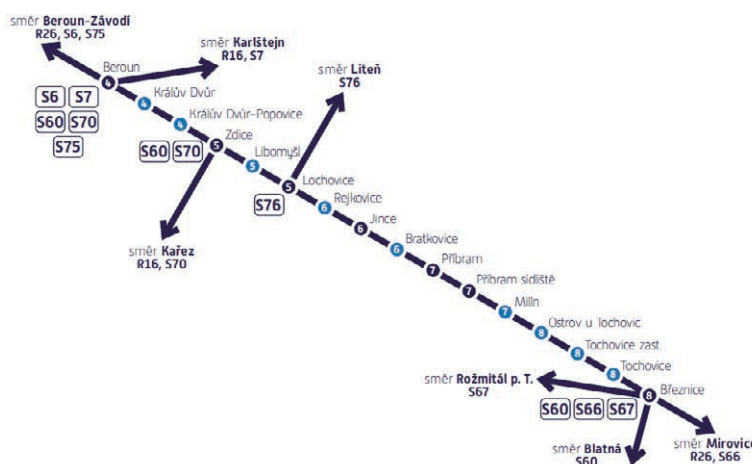 směr Beroun-Závodí
R26, S6, S75
Beroun
4
směr Karlštejn
R16, S7
S6 S7
S60 S70
S75
4
Králův Dvůr
4
Králův Dvůr-Popovice
směr Liteň
S76
S60 S70
5
Zdice
5
Libomyšl
směr Kařez
R16, S70
5
Lochovice
S76
6
Rejkovice
6
Jince
6
Bratkovice
7
Příbram
7
Příbram sídliště
7
Milín
8
Ostrov u Tochovic
8
Tochovice zast.
8
Tochovice
směr Rožmitál p. T.
S67
S60 S66 S67
8
Březnice
směr Blatná
S60
směr Mirovice
R26, S66